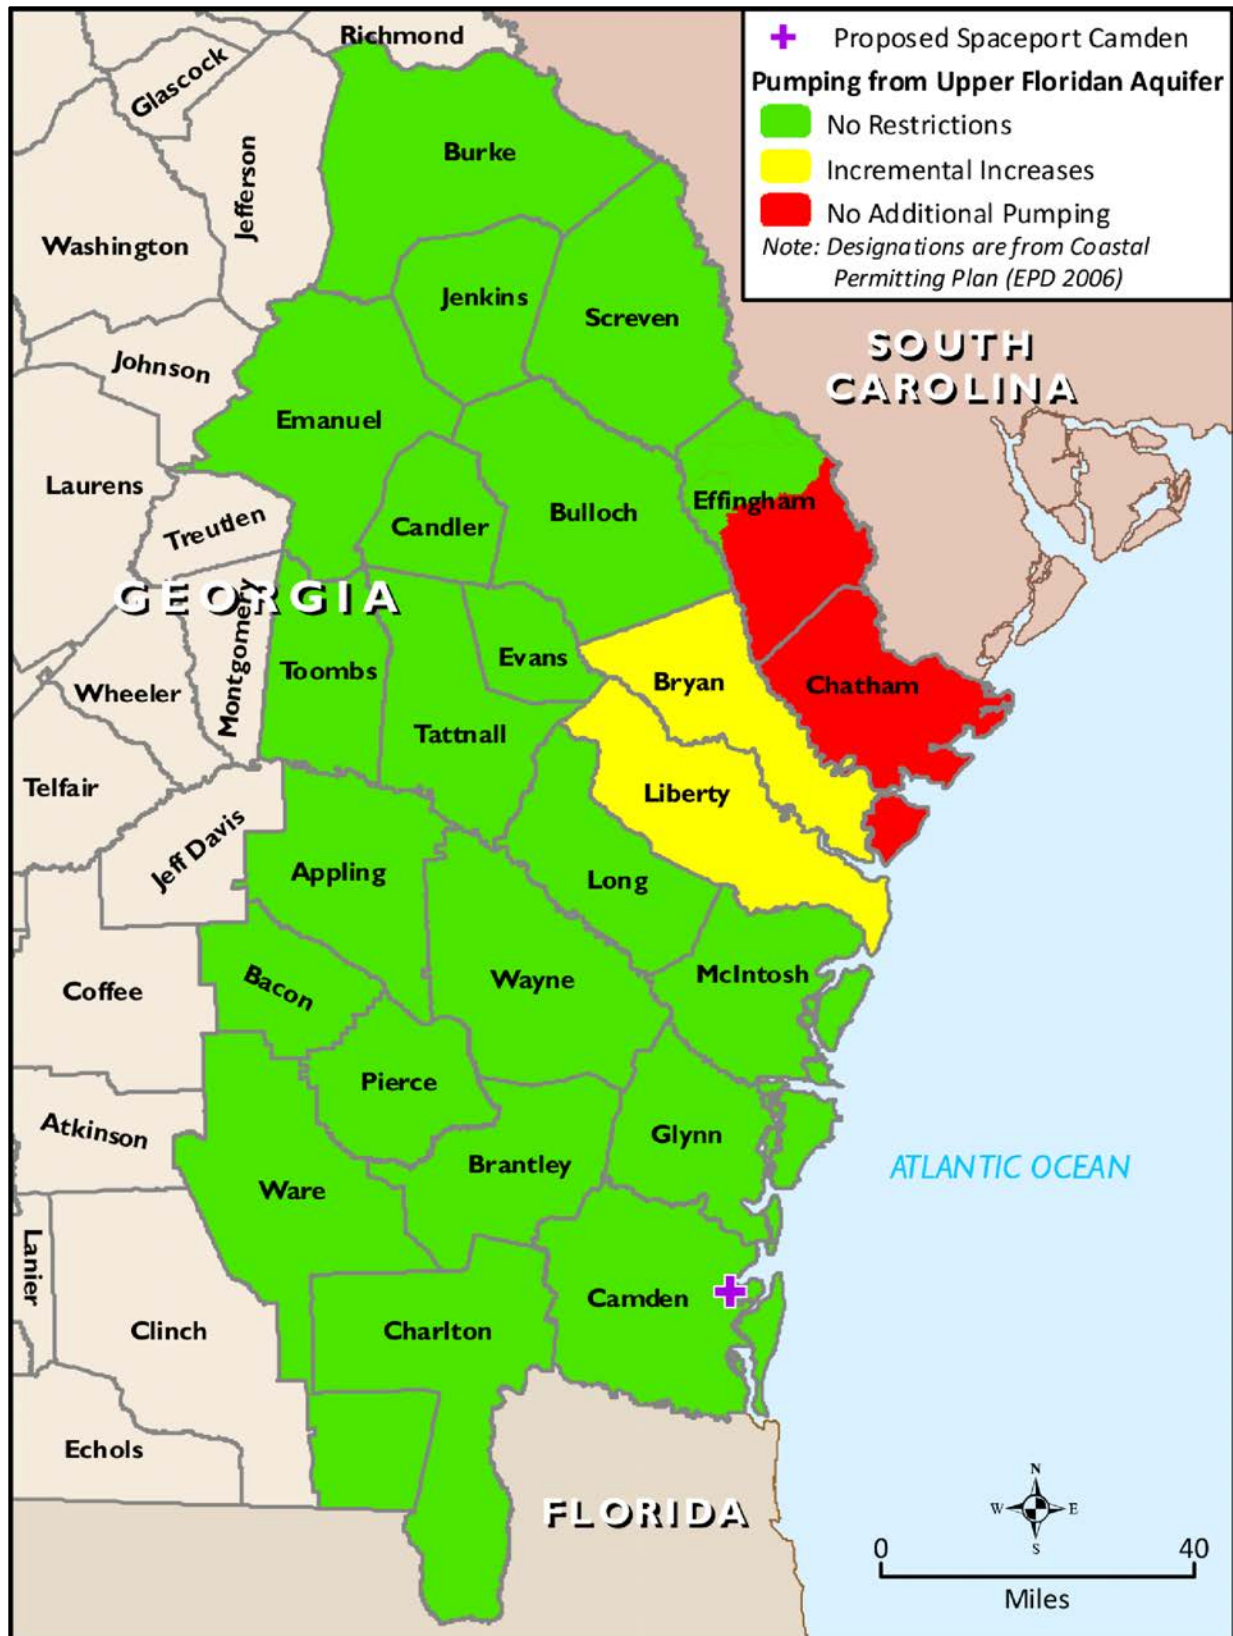 Richmond
Proposed Spaceport Camden
Pumping from Upper Floridan Aquifer
No Restrictions
Incremental Increases
No Additional Pumping
Note: Designations are from Coastal
Permitting Plan (EPD 2006)
Glascock
Burke
Jefferson
Washington
Jenkins
Screven
SOUTH
CAROLINA
Johnson
Emanuel
Laurens
Effingham
Treutlen
Candler
Bulloch
GEORGIA
Montgomery
Toombs
Evans
Bryan
Chatham
Wheeler
Tattnall
Telfair
Liberty
Jeff Davis
Appling
Long
Coffee
Bacon
Wayne
McIntosh
Pierce
Atkinson
Glynn
Brantley
ATLANTIC OCEAN
Ware
Lanier
Camden
Clinch
Charlton
Echols
FLORIDA
N
W
E
S
0
40
Miles